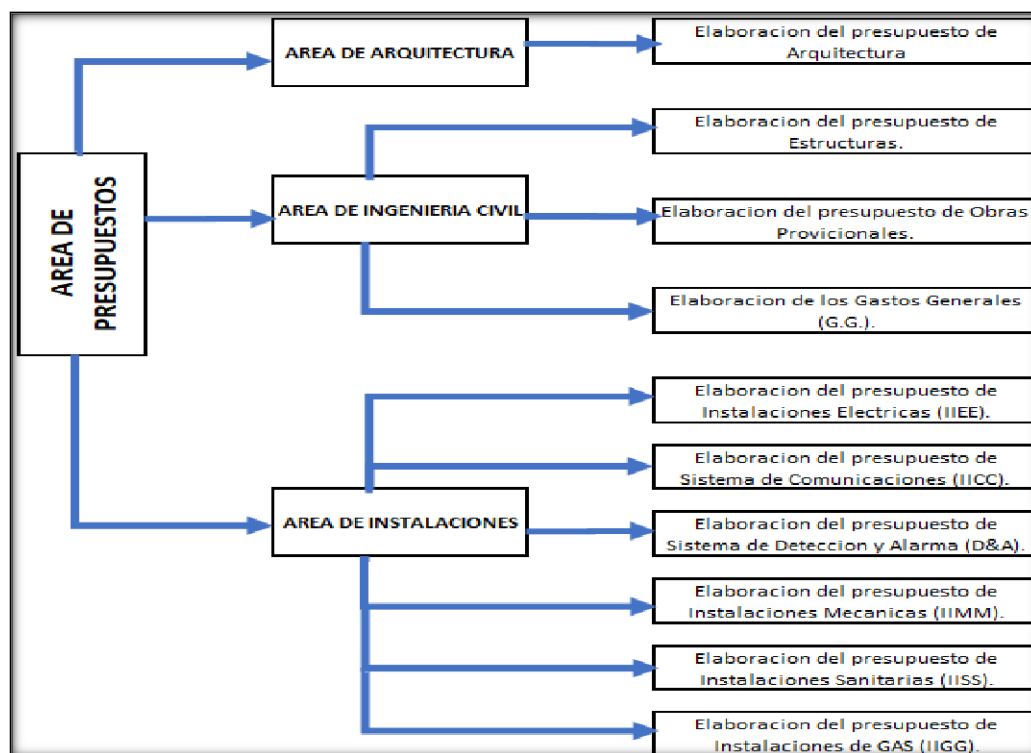 AREA DE
PRESUPUESTOS
AREA DE ARQUITECTURA
Elaboracion del presupuesto de
Arquitectura
AREA DE INGENIERIA CIVIL
Elaboracion del presupuesto de
Estructuras.
Elaboracion del presupuesto de Obras
Provicionales.
Elaboracion de los Gastos Generales
(G.G.).
AREA DE INSTALACIONES
Elaboracion del presupuesto de
Instalaciones Electricas (IIEE).
Elaboracion del presupuesto de
Sistema de Comunicaciones (IICC).
Elaboracion del presupuesto de
Sistema de Deteccion y Alarma (D&A).
Elaboracion del presupuesto de
Instalaciones Mecanicas (IIMM).
Elaboracion del presupuesto de
Instalaciones Sanitarias (IISS).
Elaboracion del presupuesto de
Instalaciones de GAS (IIGG).